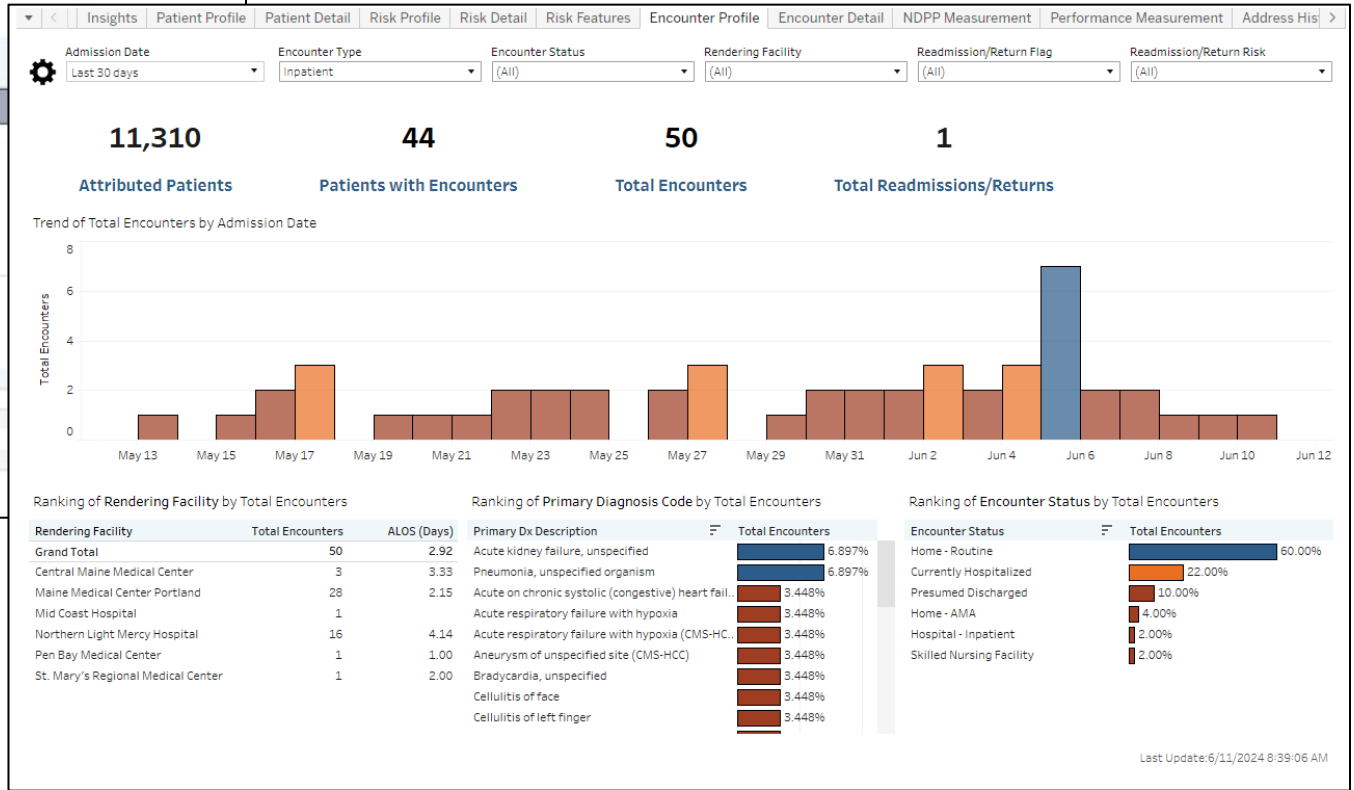 Insights Patient Profile Patient Detail Risk Profile Risk Detail Risk Features Encounter Profile Encounter Detail NDPP Measurement Performance Measurement Address His
Admission Date Encounter Type Encounter Status Rendering Facility Readmission/Return Flag Readmission/Return Risk
Last 30 days Inpatient (All) (All) (All) (All)
11,310 44 50 1
Attributed Patients Patients with Encounters Total Encounters Total Readmissions/Returns
Trend of Total Encounters by Admission Date
Total Encounters
8
6
4
2
0
May 13 May 15 May 17 May 19 May 21 May 23 May 25 May 27 May 29 May 31 Jun 2 Jun 4 Jun 6 Jun 8 Jun 10 Jun 12
Ranking of Rendering Facility by Total Encounters
Rendering Facility Total Encounters ALOS (Days)
Grand Total 50 2.92
Central Maine Medical Center 3 3.33
Maine Medical Center Portland 28 2.15
Mid Coast Hospital 1
Northern Light Mercy Hospital 16 4.14
Pen Bay Medical Center 1 1.00
St. Mary's Regional Medical Center 1 2.00
Ranking of Primary Diagnosis Code by Total Encounters
Primary Dx Description Total Encounters
Acute kidney failure, unspecified 6.897%
Pneumonia, unspecified organism 6.897%
Acute on chronic systolic (congestive) heart fail.. 3.448%
Acute respiratory failure with hypoxia 3.448%
Acute respiratory failure with hypoxia (CMS-HC.. 3.448%
Aneurysm of unspecified site (CMS-HCC) 3.448%
Bradycardia, unspecified 3.448%
Cellulitis of face 3.448%
Cellulitis of left finger 3.448%
Ranking of Encounter Status by Total Encounters
Encounter Status Total Encounters
Home - Routine 60.00%
Currently Hospitalized 22.00%
Presumed Discharged 10.00%
Home - AMA 4.00%
Hospital - Inpatient 2.00%
Skilled Nursing Facility 2.00%
Last Update:6/11/2024 8:39:06 AM